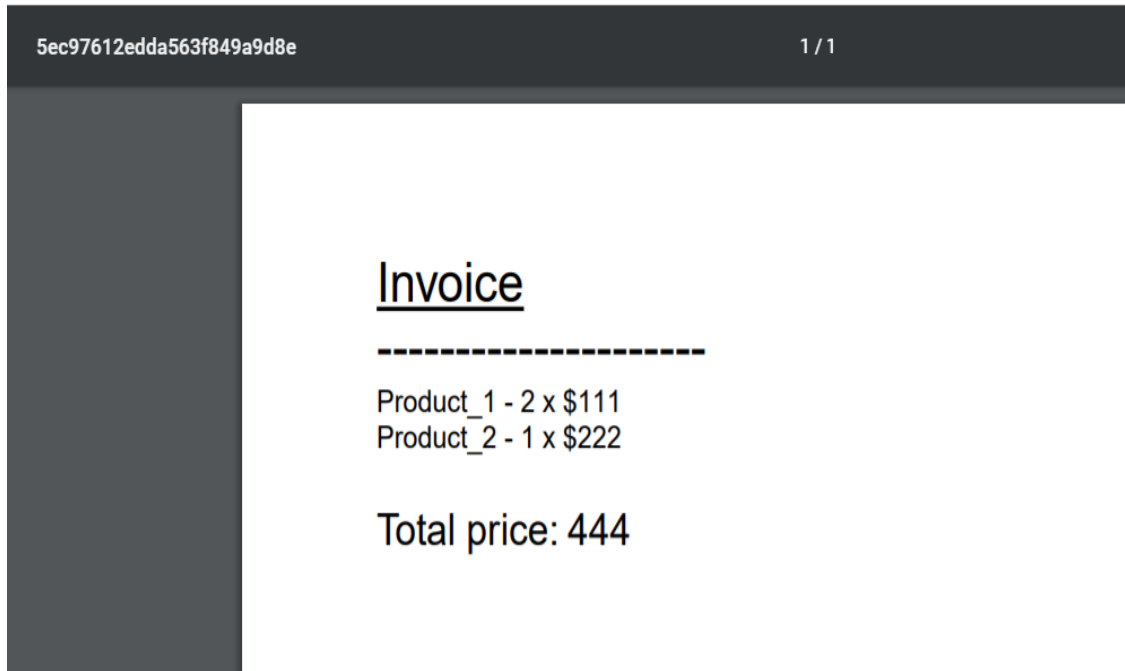 5ec97612edda563f849a9d8e 1 / 1
Invoice
---------------------
Product_1 - 2 x $111
Product_2 - 1 x $222
Total price: 444